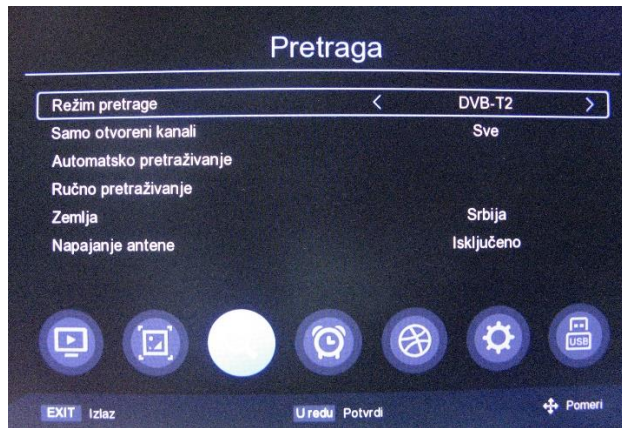 Pretraga
Režim pretrage < DVB-T2 >
Samo otvoreni kanali Sve
Automatsko pretraživanje
Ručno pretraživanje
Zemlja Srbija
Napajanje antene Isključeno
USB
EXIT Izlaz U redu Potvrdi Pomeri